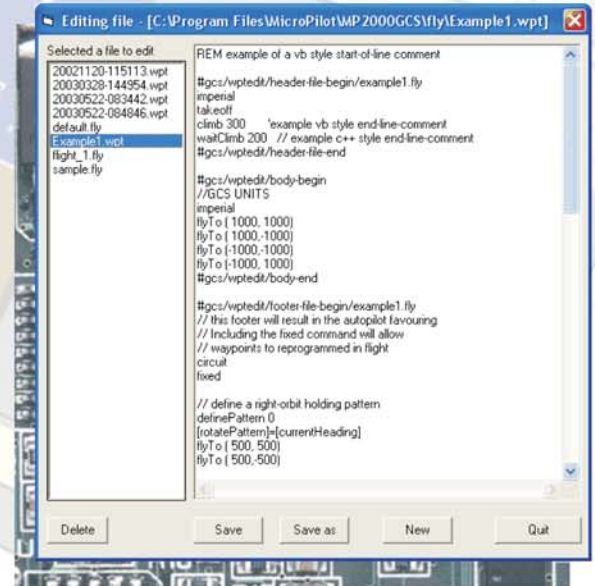 Editing file - [C:\Program Files\MicroPilot\MP2000GCS\fly\Example1.wpt]
Selected a file to edit
20021120-115113.wpt
20030328-144954.wpt
20030522-083442.wpt
20030522-084846.wpt
default.fly
Example1.wpt
flight_1.fly
sample.fly
REM example of a vb style start-of-line comment
#gcs/wptedit/header-file-begin/example1.fly
imperial
takeoff
climb 300 'example vb style end-line-comment
waitClimb 200 // example c++ style end-line-comment
#gcs/wptedit/header-file-end
#gcs/wptedit/body-begin
//GCS UNITS
imperial
flyTo ( 1000, 1000)
flyTo ( 1000,-1000)
flyTo (-1000,-1000)
flyTo (-1000, 1000)
#gcs/wptedit/body-end
#gcs/wptedit/footer-file-begin/example1.fly
// this footer will result in the autopilot favouring
// Including the fixed command will allow
// waypoints to reprogrammed in flight
circuit
fixed
// define a right-orbit holding pattern
definePattern 0
[rotatePattern]=[currentHeading]
flyTo ( 500, 500)
flyTo ( 500,-500)
Delete
Save
Save as
New
Quit